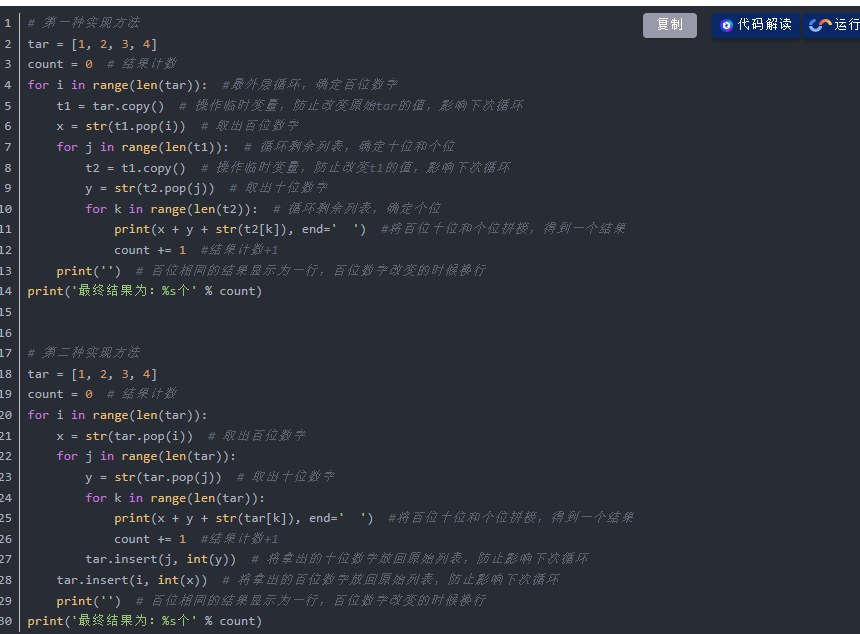 复制 代码解读 运行
1 # 第一种实现方法
2 tar = [1, 2, 3, 4]
3 count = 0  # 结果计数
4 for i in range(len(tar)):  #最外层循环，确定百位数字
5     t1 = tar.copy()  # 操作临时变量，防止改变原始tar的值，影响下次循环
6     x = str(t1.pop(i))  # 取出百位数字
7     for j in range(len(t1)):  # 循环剩余列表，确定十位和个位
8         t2 = t1.copy()  # 操作临时变量，防止改变t1的值，影响下次循环
9         y = str(t2.pop(j))  # 取出十位数字
10         for k in range(len(t2)):  # 循环剩余列表，确定个位
11             print(x + y + str(t2[k]), end='  ')  #将百位十位和个位拼接，得到一个结果
12             count += 1  #结果计数+1
13     print('')  # 百位相同的结果显示为一行，百位数字改变的时候换行
14 print('最终结果为：%s个' % count)
15
16
17 # 第二种实现方法
18 tar = [1, 2, 3, 4]
19 count = 0  # 结果计数
20 for i in range(len(tar)):
21     x = str(tar.pop(i))  # 取出百位数字
22     for j in range(len(tar)):
23         y = str(tar.pop(j))  # 取出十位数字
24         for k in range(len(tar)):
25             print(x + y + str(tar[k]), end='  ')  #将百位十位和个位拼接，得到一个结果
26             count += 1  #结果计数+1
27         tar.insert(j, int(y))  # 将拿出的十位数字放回原始列表，防止影响下次循环
28     tar.insert(i, int(x))  # 将拿出的百位数字放回原始列表，防止影响下次循环
29     print('')  # 百位相同的结果显示为一行，百位数字改变的时候换行
30 print('最终结果为：%s个' % count)